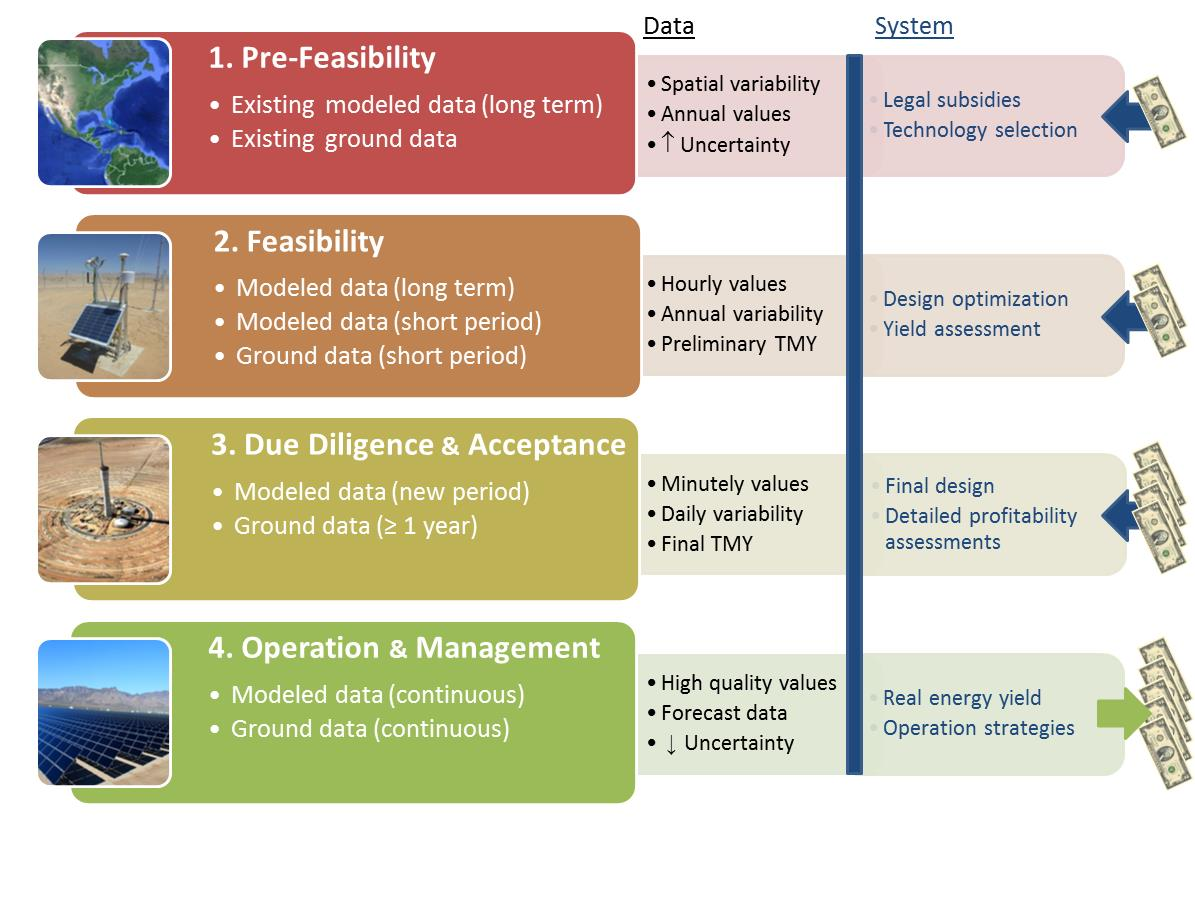 Data
System
1. Pre-Feasibility
• Existing modeled data (long term)
• Existing ground data
• Spatial variability
• Annual values
• ↑ Uncertainty
• Legal subsidies
• Technology selection
2. Feasibility
• Modeled data (long term)
• Modeled data (short period)
• Ground data (short period)
• Hourly values
• Annual variability
• Preliminary TMY
• Design optimization
• Yield assessment
3. Due Diligence & Acceptance
• Modeled data (new period)
• Ground data (≥ 1 year)
• Minutely values
• Daily variability
• Final TMY
• Final design
• Detailed profitability
assessments
4. Operation & Management
• Modeled data (continuous)
• Ground data (continuous)
• High quality values
• Forecast data
• ↓ Uncertainty
• Real energy yield
• Operation strategies